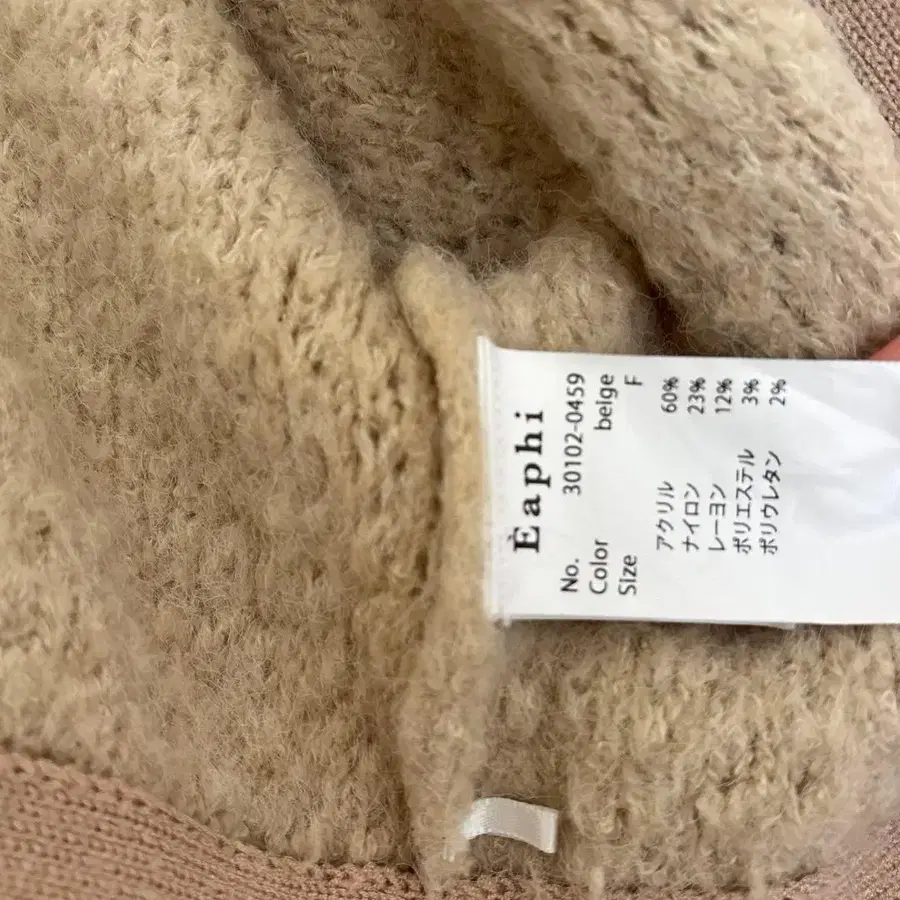 Èaphi
No. 30102-0459
Color beige
Size F
アクリル 60%
ナイロン 23%
レーヨン 12%
ポリエステル 3%
ポリウレタン 2%